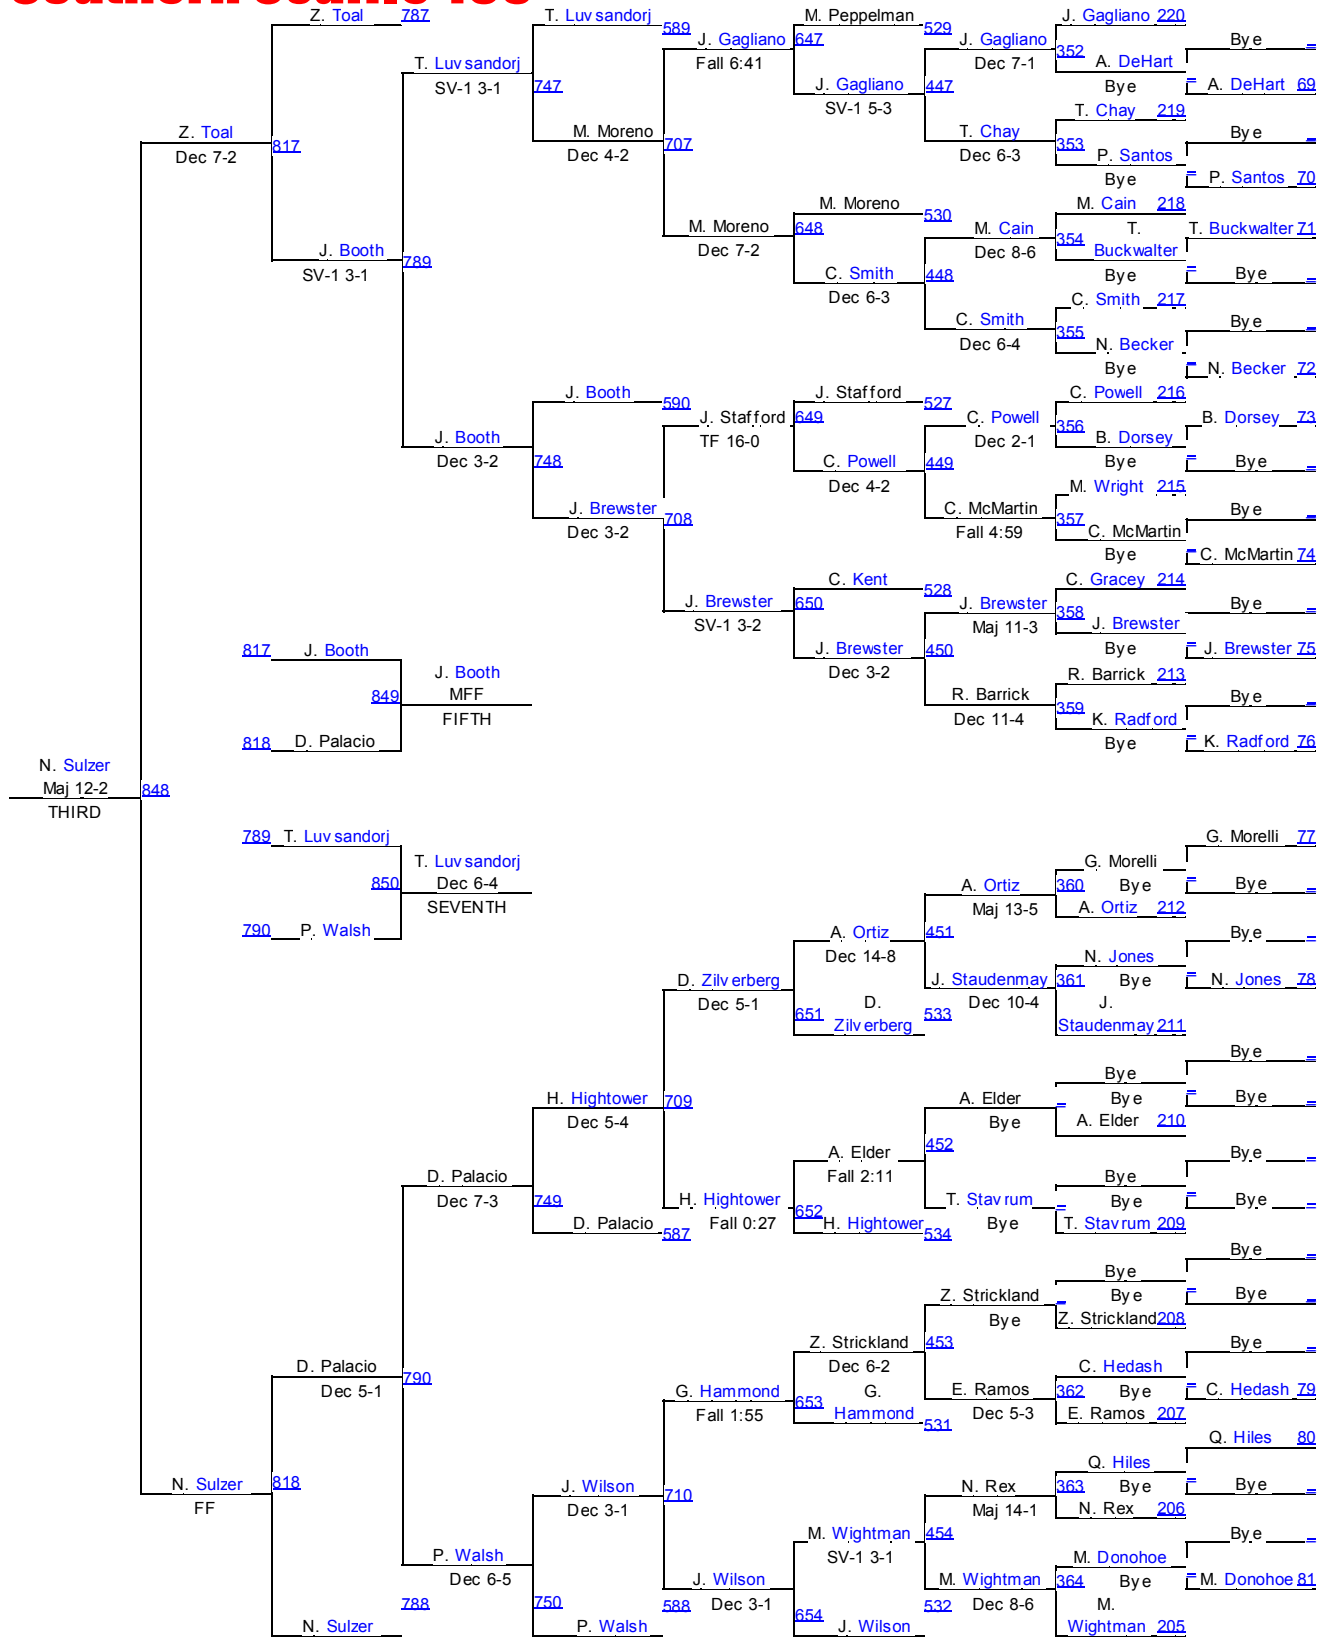 Z. Toal 787
T. Luvsandorj 589
M. Peppelman 529
J. Gagliano 220
Bye
J. Gagliano 647
Fall 6:41
J. Gagliano 352
Dec 7-1
A. DeHart
Bye
A. DeHart 69
T. Luvsandorj 747
SV-1 3-1
J. Gagliano 447
SV-1 5-3
T. Chay 219
Bye
Z. Toal 817
Dec 7-2
M. Moreno 707
Dec 4-2
T. Chay 353
Dec 6-3
P. Santos
Bye
P. Santos 70
M. Moreno 530
M. Cain 218
T. Buckwalter 71
M. Moreno 648
Dec 7-2
M. Cain 354
Dec 8-6
T.
Buckwalter
Bye
Bye
J. Booth 789
SV-1 3-1
C. Smith 448
Dec 6-3
C. Smith 217
Bye
C. Smith 355
Dec 6-4
N. Becker
Bye
N. Becker 72
J. Booth 590
J. Stafford 527
C. Powell 216
B. Dorsey 73
J. Stafford 649
TF 16-0
C. Powell 356
Dec 2-1
B. Dorsey
Bye
Bye
J. Booth 748
Dec 3-2
C. Powell 449
Dec 4-2
M. Wright 215
Bye
J. Brewster 708
Dec 3-2
C. McMartin 357
Fall 4:59
C. McMartin
Bye
C. McMartin 74
C. Kent 528
C. Gracey 214
Bye
J. Brewster 650
SV-1 3-2
J. Brewster 358
Maj 11-3
J. Brewster
Bye
J. Brewster 75
817 J. Booth
J. Brewster 450
Dec 3-2
R. Barrick 213
Bye
849
J. Booth
MFF
FIFTH
R. Barrick 359
Dec 11-4
K. Radford
Bye
K. Radford 76
818 D. Palacio
N. Sulzer
Maj 12-2 848
THIRD
789 T. Luvsandorj
G. Morelli 77
850
T. Luvsandorj
Dec 6-4
SEVENTH
G. Morelli
360 Bye
A. Ortiz 212
Bye
A. Ortiz
Maj 13-5
790 P. Walsh
A. Ortiz 451
Dec 14-8
Bye
D. Zilverberg
Dec 5-1
J. Staudenmay 361
Dec 10-4
N. Jones
Bye
N. Jones 78
651 D.
Zilverberg 533
J.
Staudenmay 211
Bye
Bye
H. Hightower 709
Dec 5-4
A. Elder
Bye
Bye
A. Elder 210
Bye
A. Elder 452
Fall 2:11
Bye
Bye
D. Palacio
Dec 7-3
749
D. Palacio 587
H. Hightower 652
Fall 0:27
H. Hightower 534
T. Stavrum
Bye
Bye
T. Stavrum 209
Bye
Bye
Bye
Z. Strickland
Bye
Bye
Z. Strickland 208
Bye
Z. Strickland 453
Dec 6-2
Bye
D. Palacio 790
Dec 5-1
G. Hammond 653
Fall 1:55
G.
Hammond 531
E. Ramos 362
Dec 5-3
C. Hedash
Bye
E. Ramos 207
C. Hedash 79
Q. Hiles 80
N. Sulzer 818
FF
J. Wilson 710
Dec 3-1
N. Rex 363
Maj 14-1
Q. Hiles
Bye
N. Rex 206
Bye
M. Wightman 454
SV-1 3-1
Bye
P. Walsh
Dec 6-5
J. Wilson
Dec 3-1
M. Wightman 364
Dec 8-6
M. Donohoe
Bye
M. Donohoe 81
788
750
588
654
532
M.
N. Sulzer
P. Walsh
J. Wilson
Wightman 205